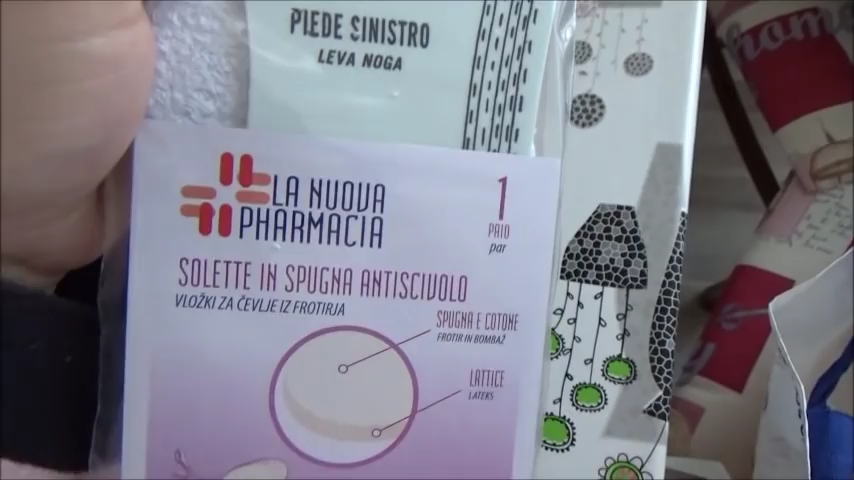 PIEDE SINISTRO
LEVA NOGA
LA NUOVA
PHARMACIA
1
PAIO
par
SOLETTE IN SPUGNA ANTISCIVOLO
VLOŽKI ZA ČEVLJE IZ FROTIRJA
SPUGNA E COTONE
FROTIR IN BOMBAŽ
LATTICE
LATEKS
home